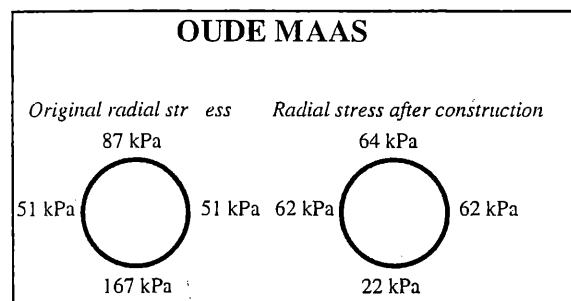 OUDE MAAS
Original radial str ess Radial stress after construction
87 kPa 64 kPa
51 kPa 51 kPa 62 kPa 62 kPa
167 kPa 22 kPa